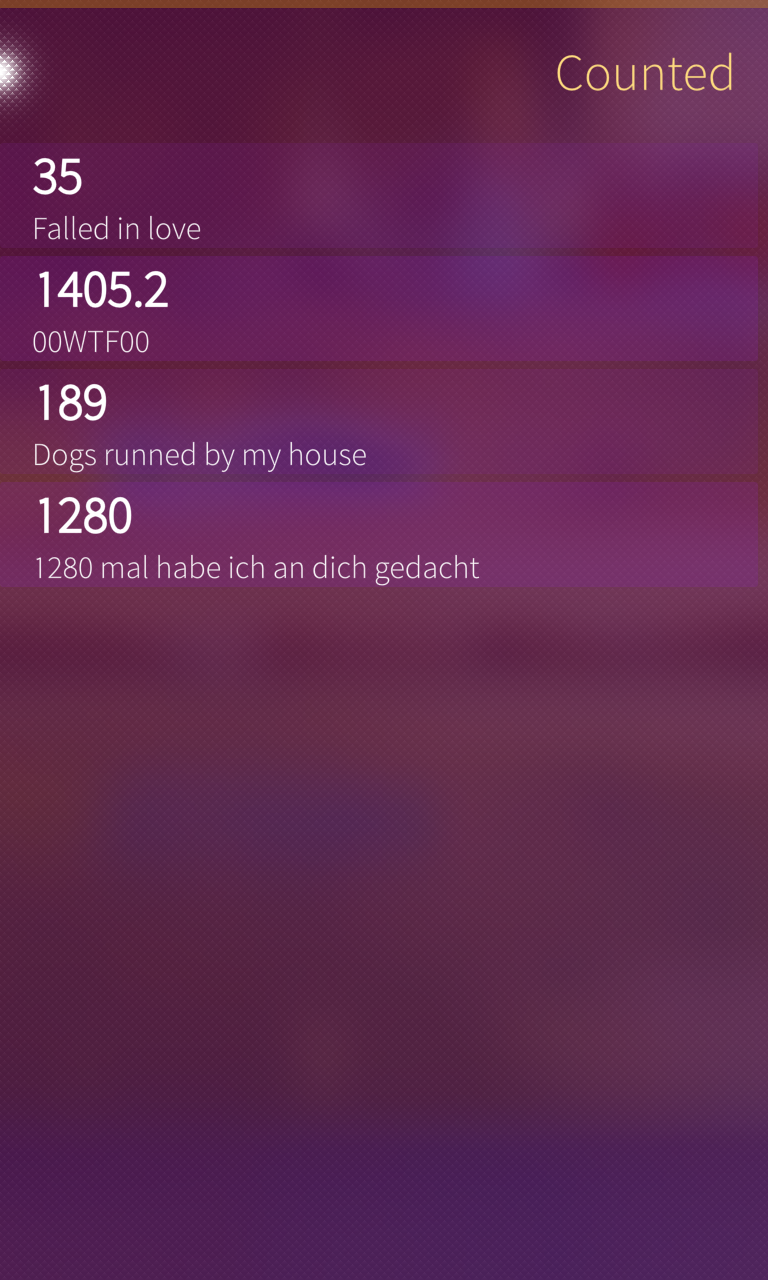 Counted
35
Falled in love
1405.2
00WTF00
189
Dogs runned by my house
1280
1280 mal habe ich an dich gedacht